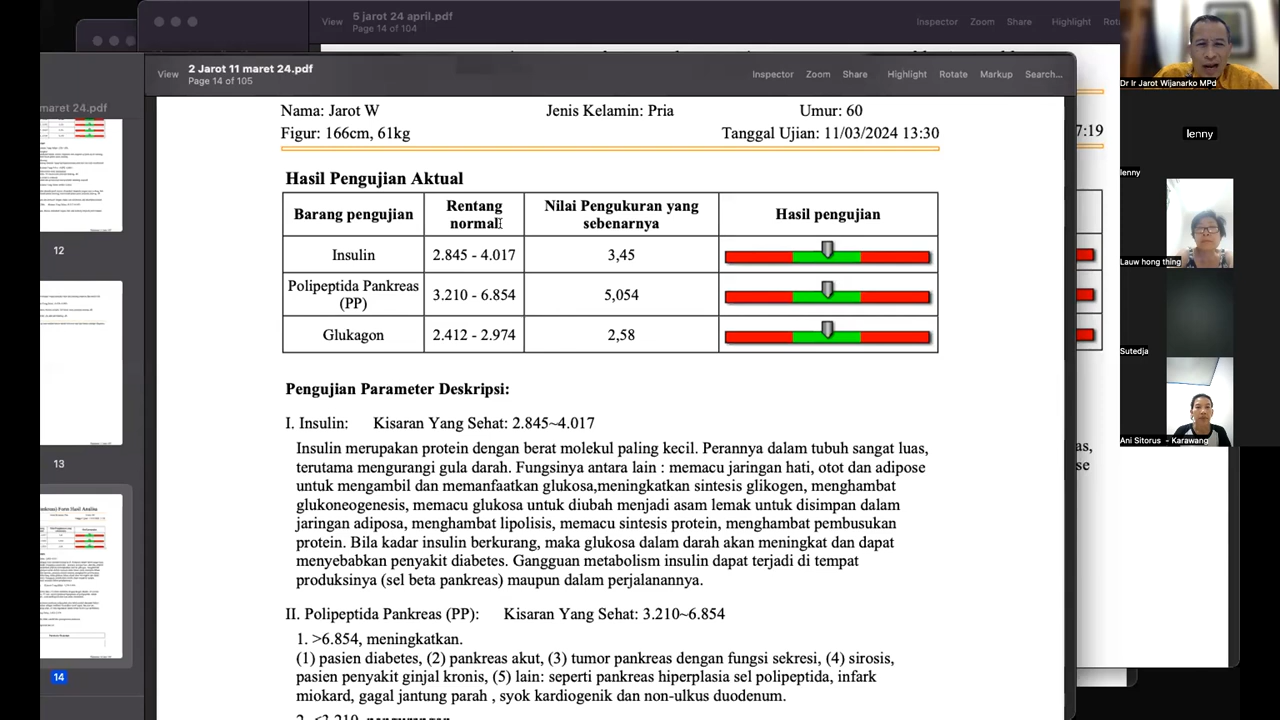 5 jarot 24 april.pdf
View
Page 14 of 104
Inspector Zoom Share Highlight
2 Jarot 11 maret 24.pdf
View
Page 14 of 105
Inspector Zoom Share Highlight Rotate Markup Search...
maret 24.pdf
12
13
14
Nama: Jarot W Jenis Kelamin: Pria Umur: 60
Figur: 166cm, 61kg Tanggal Ujian: 11/03/2024 13:30
7:19
Hasil Pengujian Aktual
Barang pengujian Rentang normal Nilai Pengukuran yang sebenarnya Hasil pengujian
Insulin 2.845 - 4.017 3,45
Polipeptida Pankreas (PP) 3.210 - 6.854 5,054
Glukagon 2.412 - 2.974 2,58
Pengujian Parameter Deskripsi:
I. Insulin: Kisaran Yang Sehat: 2.845~4.017
Insulin merupakan protein dengan berat molekul paling kecil. Perannya dalam tubuh sangat luas,
terutama mengurangi gula darah. Fungsinya antara lain : memacu jaringan hati, otot dan adipose
untuk mengambil dan memanfaatkan glukosa,meningkatkan sintesis glikogen, menghambat
glukoneogenesis, memacu glukosa untuk diubah menjadi asam lemak untuk disimpan dalam
jaringan adiposa, mencegah lipolisis, memacu sintesis protein, menghambat perombakan
protein. Bila kadar insulin berkurang, maka glukosa dalam darah akan meningkat dan dapat
menyebabkan penyakit diabetes. Gangguan metabolisme insulin dapat terjadi di tempat
produksinya (sel beta pankreas) maupun dalam perjalanannya.
II. Polipeptida Pankreas (PP): Kisaran Yang Sehat: 3.210~6.854
1. >6.854, meningkatkan.
(1) pasien diabetes, (2) pankreas akut, (3) tumor pankreas dengan fungsi sekresi, (4) sirosis,
pasien penyakit ginjal kronis, (5) lain: seperti pankreas hiperplasia sel polipeptida, infark
miokard, gagal jantung parah , syok kardiogenik dan non-ulkus duodenum.
Dr Ir Jarot Wijanarko MPd
lenny
lenny
Lauw hong thing
Sutedja
Ani Sitorus - Karawang